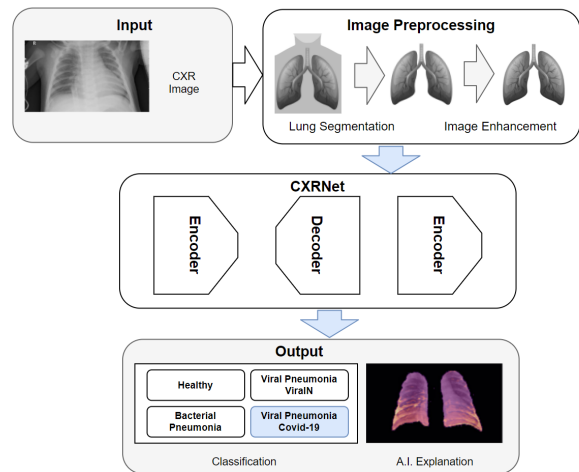 Input
R
CXR
Image
Image Preprocessing
Lung Segmentation
Image Enhancement
CXRNet
Encoder
Decoder
Encoder
Output
Healthy
Viral Pneumonia
ViralN
Bacterial
Pneumonia
Viral Pneumonia
Covid-19
Classification
A.I. Explanation